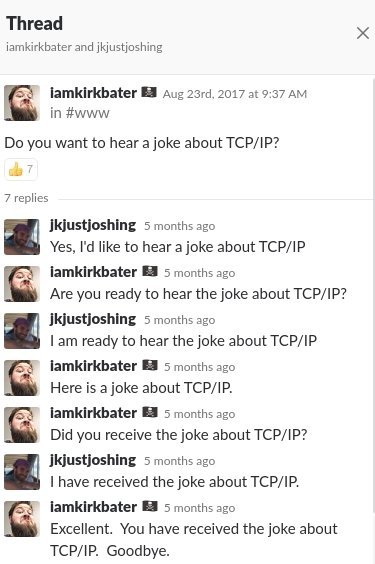 Thread
iamkirkbater and jkjustjoshing
iamkirkbater Aug 23rd, 2017 at 9:37 AM
in #www
Do you want to hear a joke about TCP/IP?
7
7 replies
jkjustjoshing 5 months ago
Yes, I'd like to hear a joke about TCP/IP
iamkirkbater 5 months ago
Are you ready to hear the joke about TCP/IP?
jkjustjoshing 5 months ago
I am ready to hear the joke about TCP/IP
iamkirkbater 5 months ago
Here is a joke about TCP/IP.
iamkirkbater 5 months ago
Did you receive the joke about TCP/IP?
jkjustjoshing 5 months ago
I have received the joke about TCP/IP.
iamkirkbater 5 months ago
Excellent.  You have received the joke about
TCP/IP.  Goodbye.